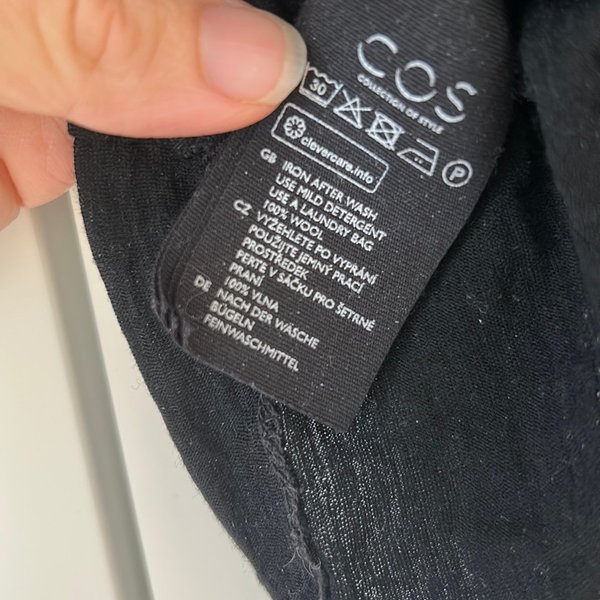 COS
COLLECTION OF STYLE
30
P
clevercare.info
GB IRON AFTER WASH
USE MILD DETERGENT
USE A LAUNDRY BAG
100% WOOL
CZ VYŽEHLETE PO VYPRÁNÍ
POUŽIJTE JEMNÝ PRACÍ
PROSTŘEDEK
PERTE V SÁČKU PRO ŠETRNÉ
PRANÍ
100% VLNA
DE NACH DER WÄSCHE
BÜGELN
FEINWASCHMITTEL